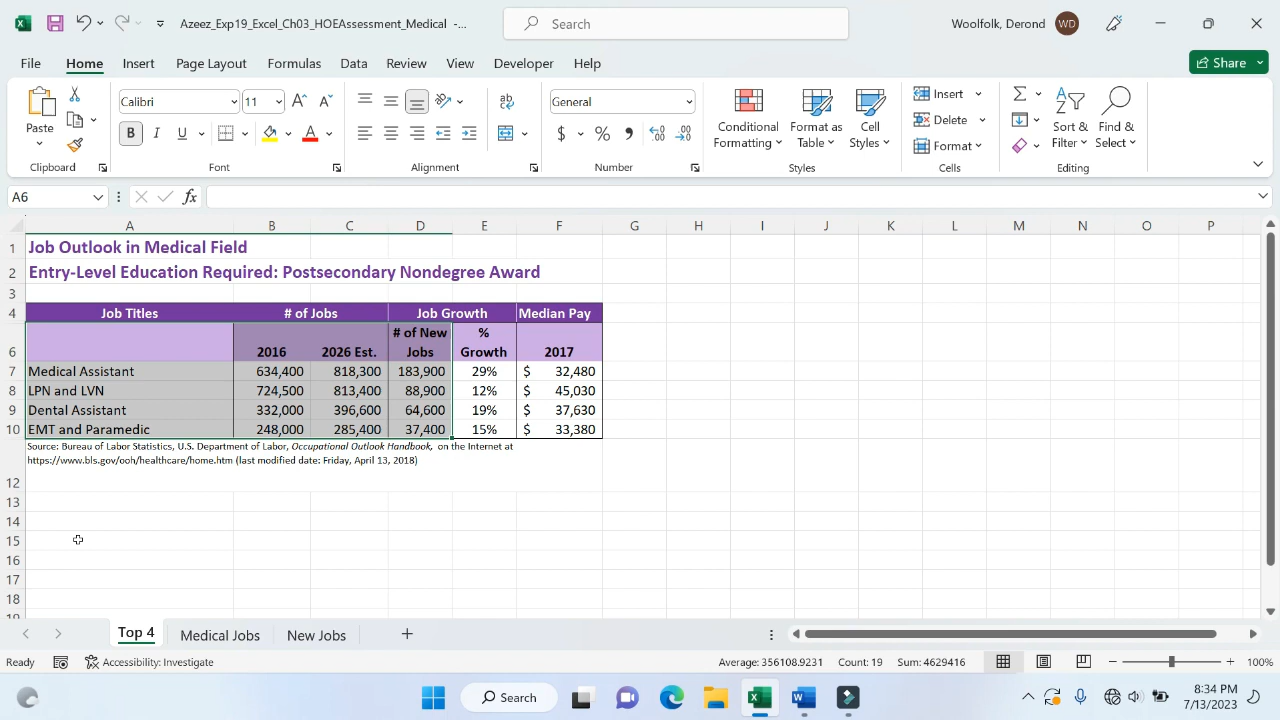 Azeez_Exp19_Excel_Ch03_HOEAssessment_Medical -...
Search
Woolfolk, Derond
WD
File Home Insert Page Layout Formulas Data Review View Developer Help
Share
Paste
Calibri 11
B I U
A A
ab
General
$ % 9
Conditional Formatting
Format as Table
Cell Styles
Insert
Delete
Format
Sort & Filter
Find & Select
Clipboard Font Alignment Number Styles Cells Editing
A6
fx
A B C D E F G H I J K L M N O P
1 Job Outlook in Medical Field
2 Entry-Level Education Required: Postsecondary Nondegree Award
3
4 Job Titles # of Jobs Job Growth Median Pay
6 2016 2026 Est. # of New Jobs % Growth 2017
7 Medical Assistant 634,400 818,300 183,900 29% $ 32,480
8 LPN and LVN 724,500 813,400 88,900 12% $ 45,030
9 Dental Assistant 332,000 396,600 64,600 19% $ 37,630
10 EMT and Paramedic 248,000 285,400 37,400 15% $ 33,380
Source: Bureau of Labor Statistics, U.S. Department of Labor, Occupational Outlook Handbook, on the Internet at
https://www.bls.gov/ooh/healthcare/home.htm (last modified date: Friday, April 13, 2018)
12
13
14
15
16
17
18
19
Top 4 Medical Jobs New Jobs
Ready Accessibility: Investigate Average: 356108.9231 Count: 19 Sum: 4629416 100%
Search
8:34 PM
7/13/2023